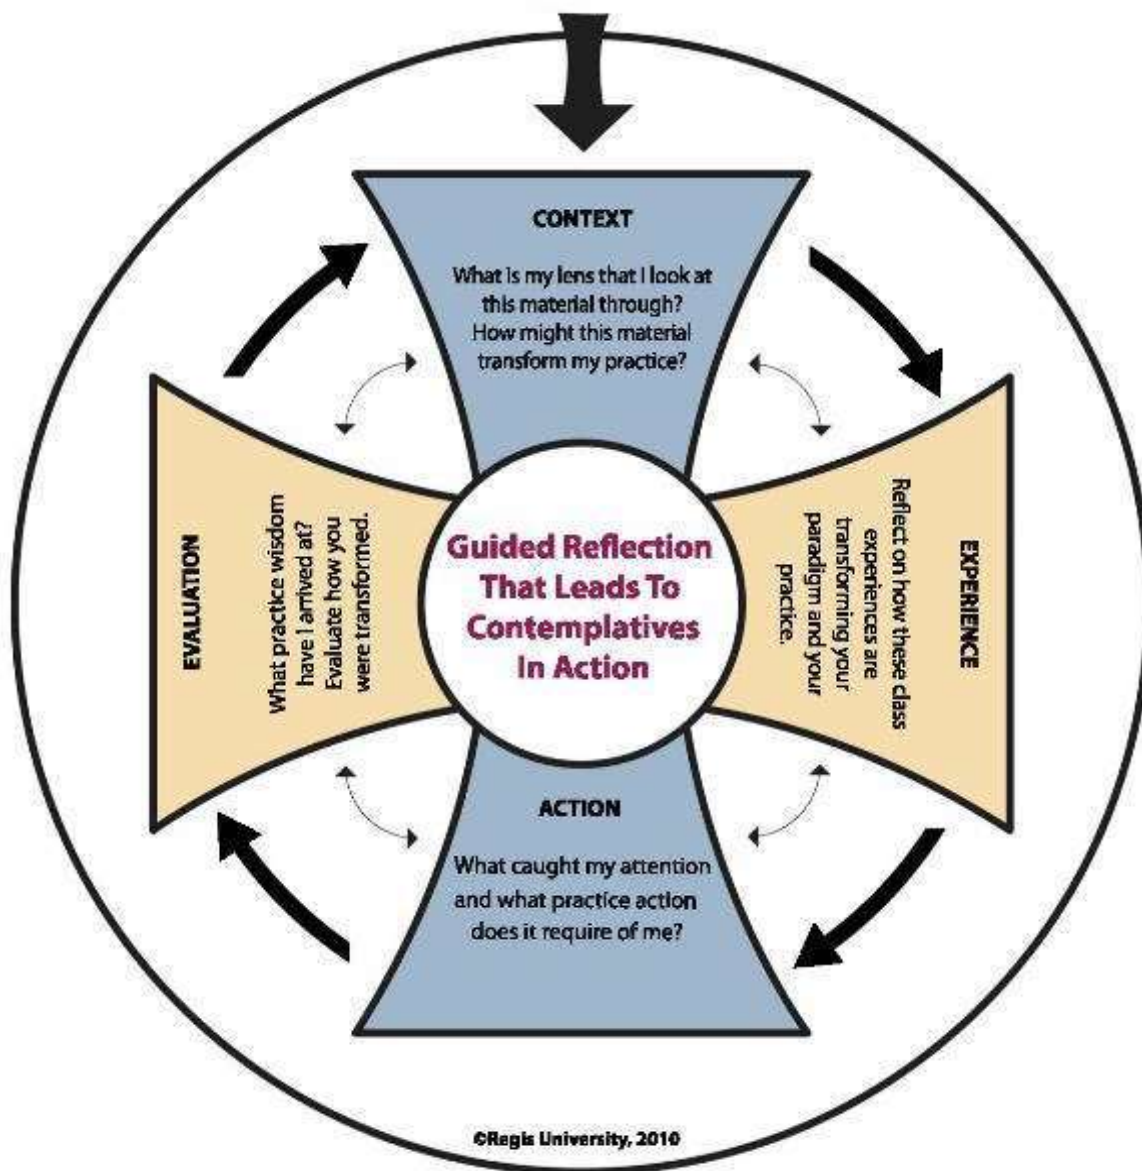 CONTEXT
What is my lens that I look at
this material through?
How might this material
transform my practice?
EXPERIENCE
Reflect on how these class
experiences are
transforming your
paradigm and your
practice.
Guided Reflection
That Leads To
Contemplatives
In Action
ACTION
What caught my attention
and what practice action
does it require of me?
EVALUATION
What practice wisdom
have I arrived at?
Evaluate how you
were transformed.
©Regis University, 2010